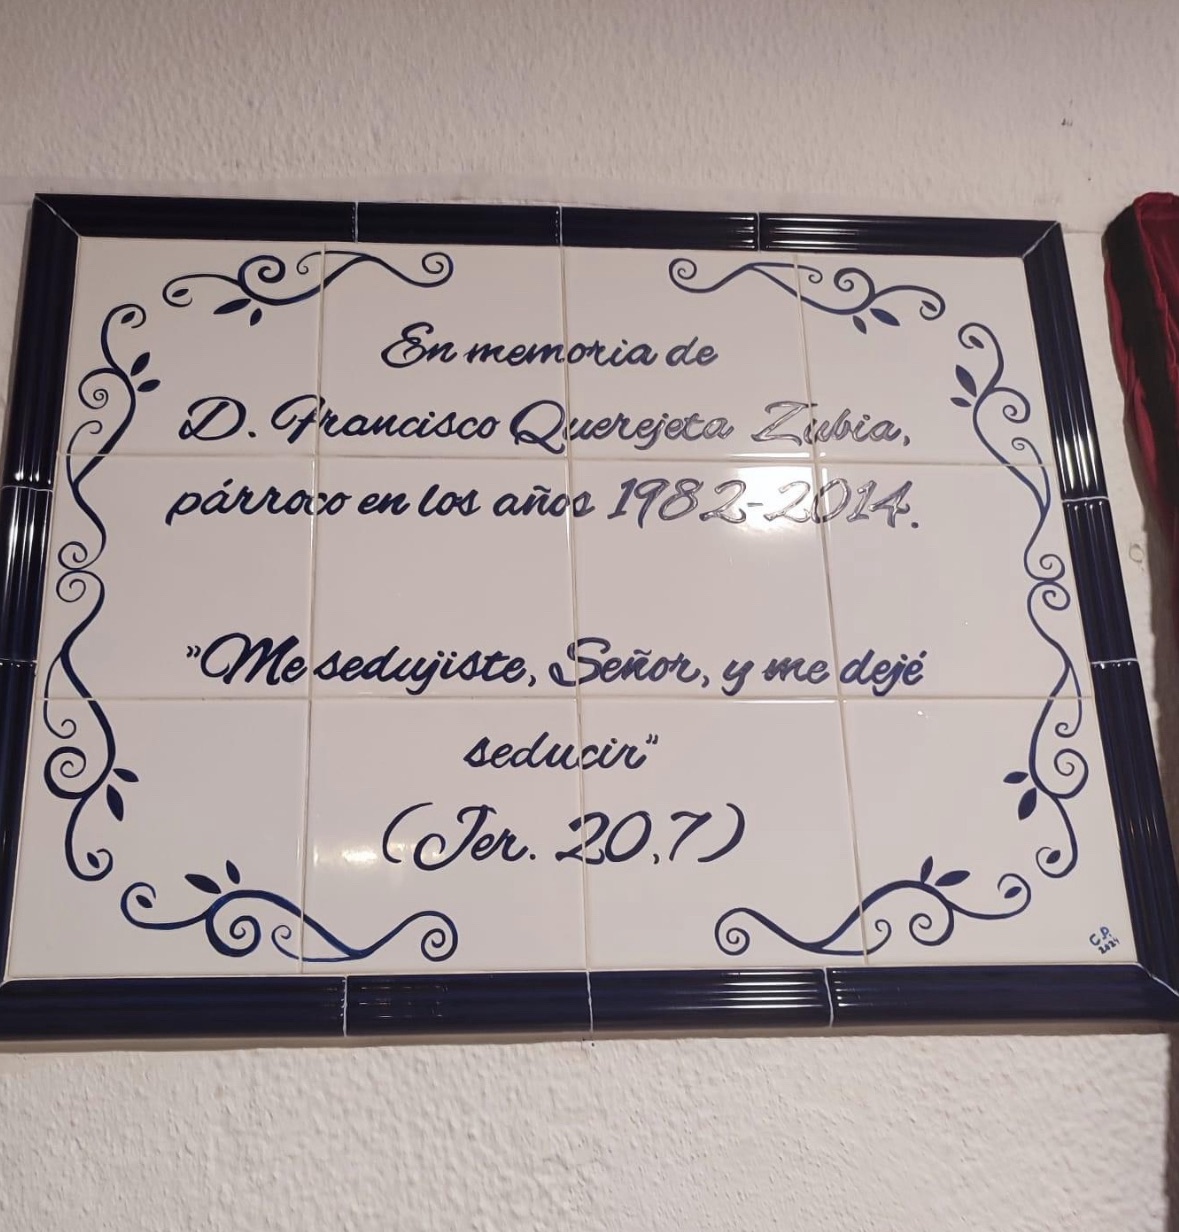 En memoria de
D. Francisco Querejeta Zubia,
párroco en los años 1982-2014.
"Me sedujiste, Señor, y me dejé
seducir"
(Jer. 20,7)
C.P.
2024